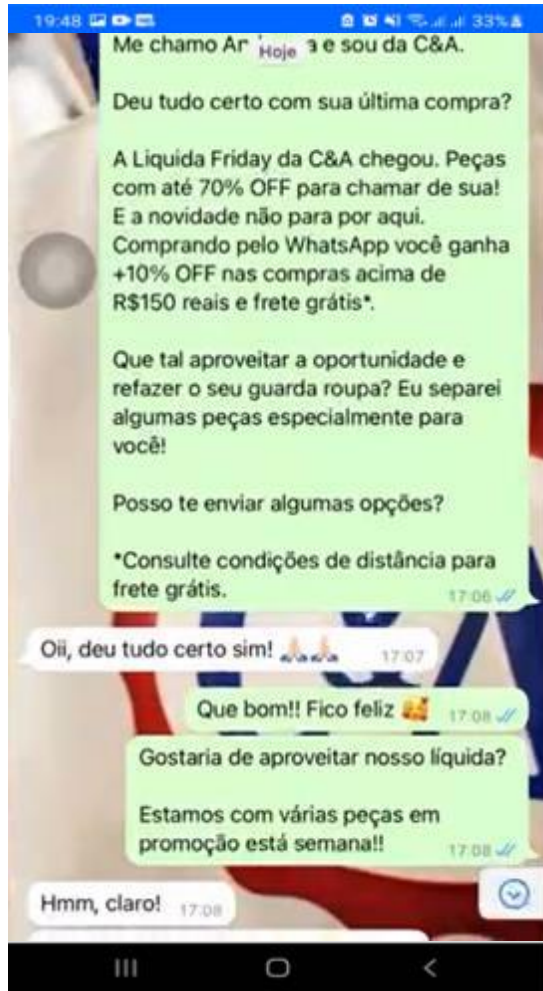 19:48
33%
Me chamo An a e sou da C&A.
Hoje
Deu tudo certo com sua última compra?
A Liquida Friday da C&A chegou. Peças
com até 70% OFF para chamar de sua!
E a novidade não para por aqui.
Comprando pelo WhatsApp você ganha
+10% OFF nas compras acima de
R$150 reais e frete grátis*.
Que tal aproveitar a oportunidade e
refazer o seu guarda roupa? Eu separei
algumas peças especialmente para
você!
Posso te enviar algumas opções?
*Consulte condições de distância para
frete grátis.
17:06
Oii, deu tudo certo sim! 🙏🏻🙏🏻
17:07
Que bom!! Fico feliz 🥰
17:08
Gostaria de aproveitar nosso líquida?
Estamos com várias peças em
promoção está semana!!
17:08
Hmm, claro!
17:08